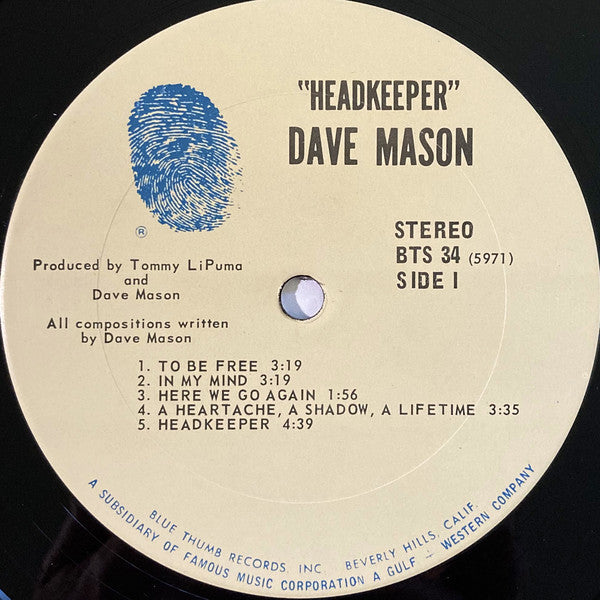 "HEADKEEPER"
DAVE MASON
®
STEREO
BTS 34 (5971)
SIDE I
Produced by Tommy LiPuma
and
Dave Mason
All compositions written
by Dave Mason
1. TO BE FREE 3:19
2. IN MY MIND 3:19
3. HERE WE GO AGAIN 1:56
4. A HEARTACHE, A SHADOW, A LIFETIME 3:35
5. HEADKEEPER 4:39
BLUE THUMB RECORDS, INC. BEVERLY HILLS, CALIF.
A SUBSIDIARY OF FAMOUS MUSIC CORPORATION A GULF + WESTERN COMPANY